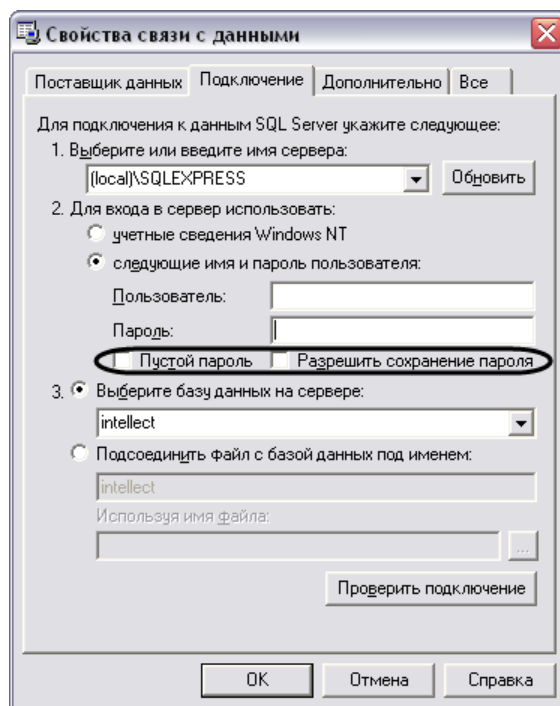 Свойства связи с данными
Поставщик данных Подключение Дополнительно Все
Для подключения к данным SQL Server укажите следующее:
1. Выберите или введите имя сервера:
(local)\SQLEXPRESS Обновить
2. Для входа в сервер использовать:
учетные сведения Windows NT
следующие имя и пароль пользователя:
Пользователь:
Пароль:
Пустой пароль Разрешить сохранение пароля
3. Выберите базу данных на сервере:
intellect
Подсоединить файл с базой данных под именем:
intellect
Используя имя файла:
...
Проверить подключение
OK Отмена Справка